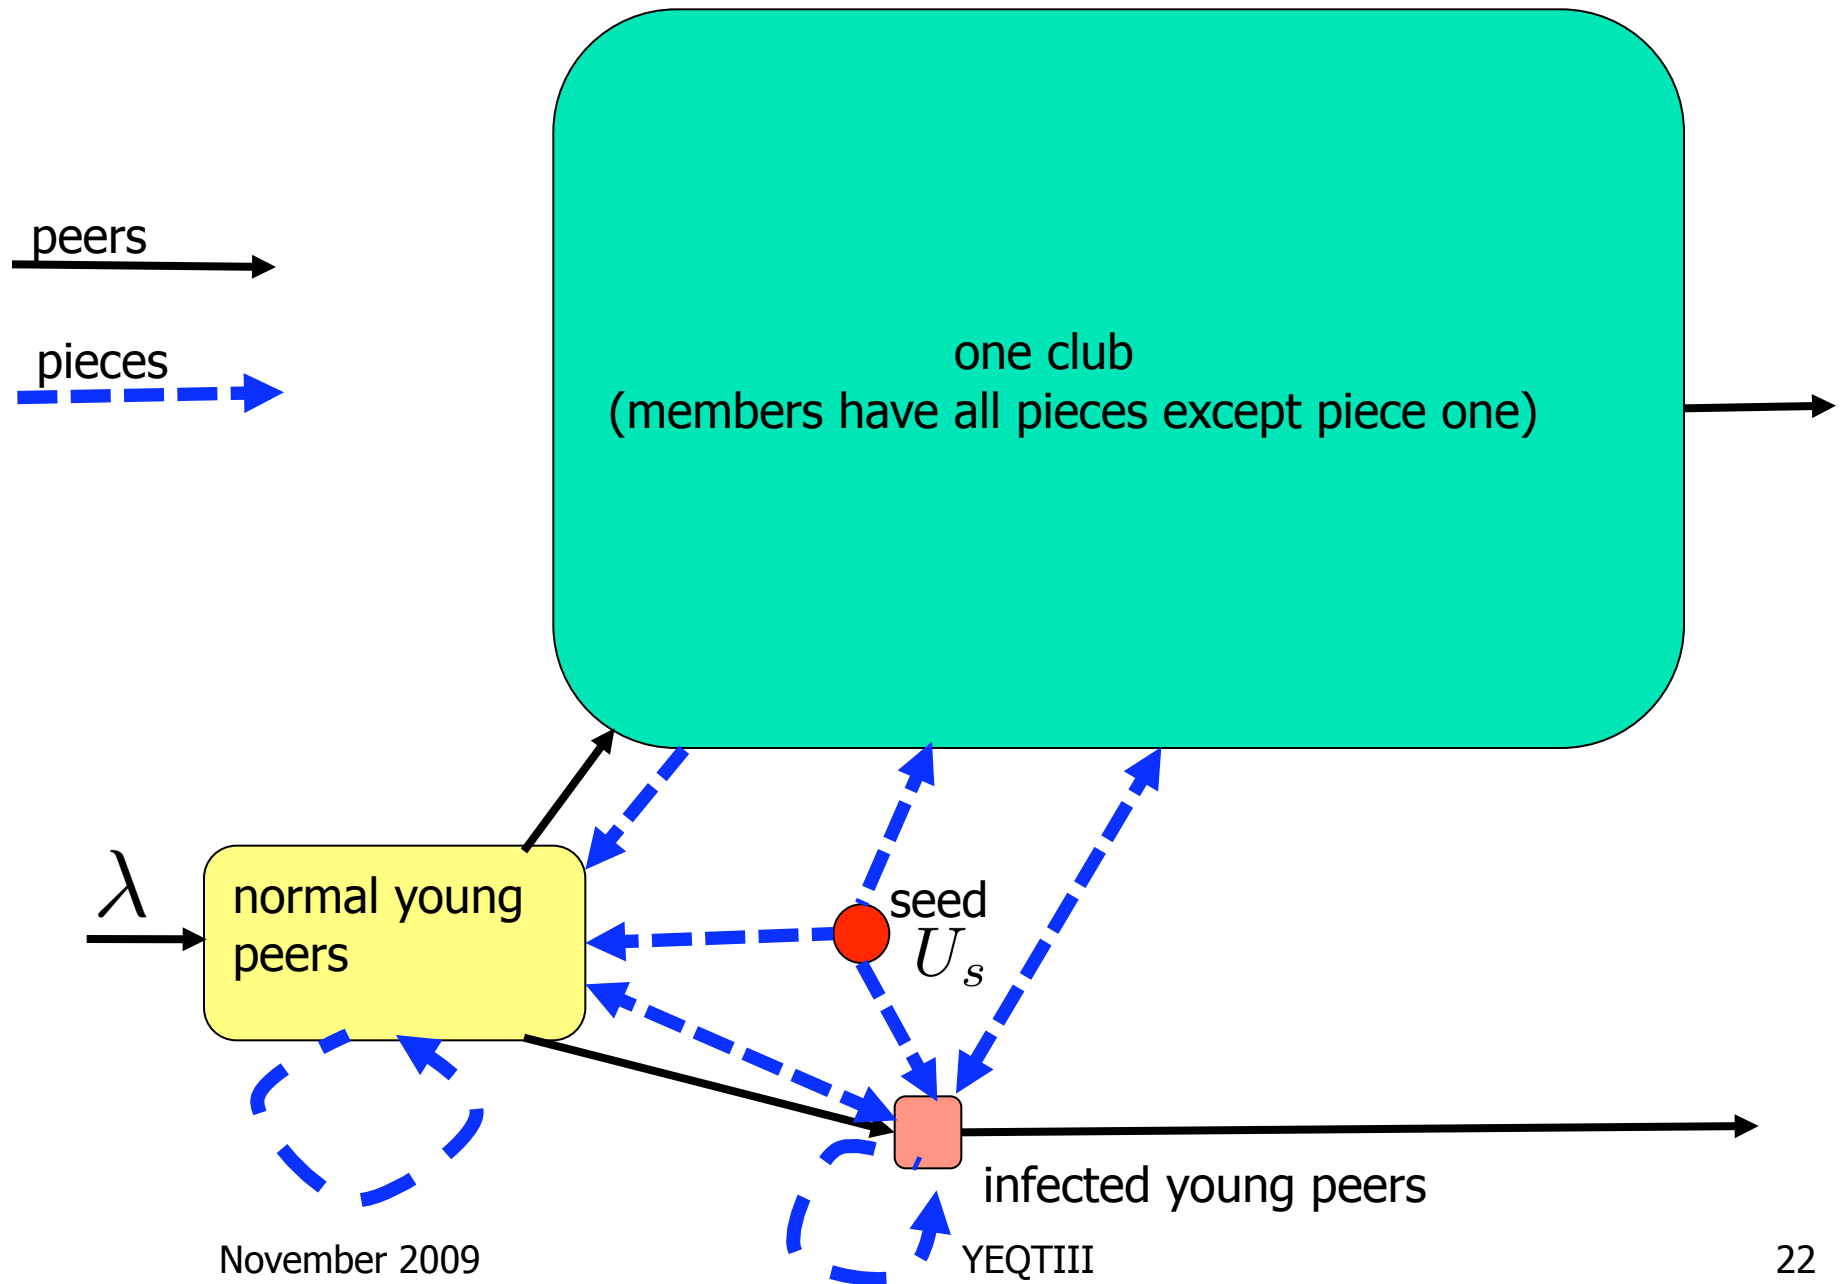 peers
pieces
one club
(members have all pieces except piece one)
λ
normal young
peers
seed
U_s
infected young peers
November 2009
YEQTIII
22